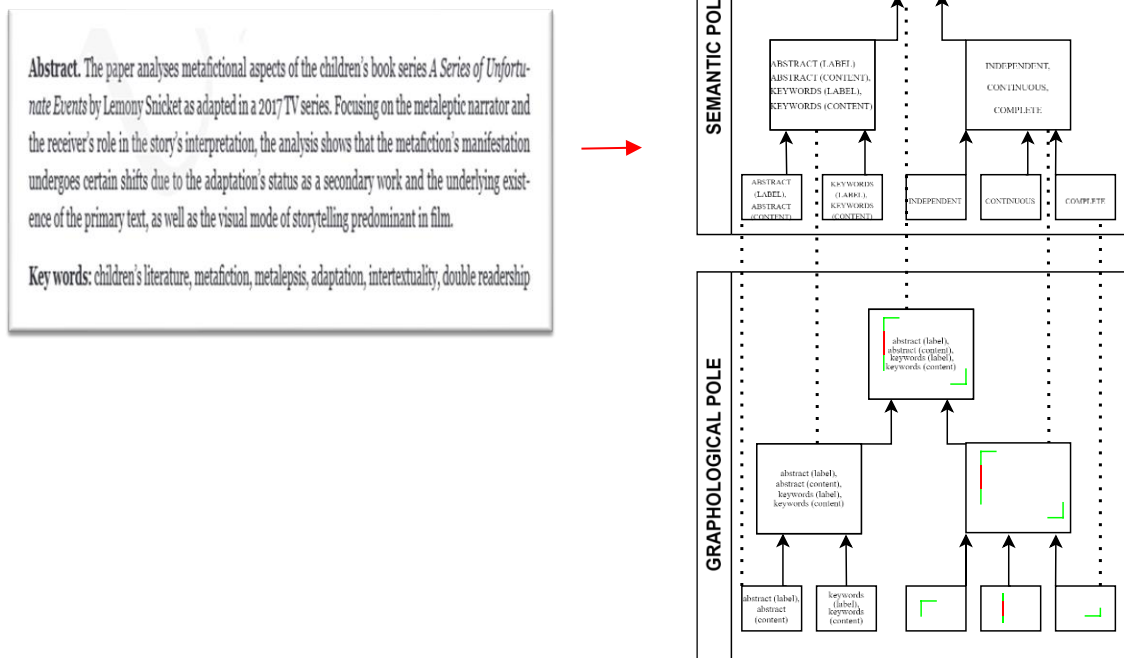 Abstract. The paper analyses metafictional aspects of the children's book series A Series of Unfortu-
nate Events by Lemony Snicket as adapted in a 2017 TV series. Focusing on the metaleptic narrator and
the receiver's role in the story's interpretation, the analysis shows that the metafiction's manifestation
undergoes certain shifts due to the adaptation's status as a secondary work and the underlying exist-
ence of the primary text, as well as the visual mode of storytelling predominant in film.
Key words: children's literature, metafiction, metalepsis, adaptation, intertextuality, double readership
SEMANTIC POL
ABSTRACT (LABEL)
ABSTRACT (CONTENT),
KEYWORDS (LABEL),
KEYWORDS (CONTENT)
INDEPENDENT,
CONTINUOUS,
COMPLETE
ABSTRACT
(LABEL),
ABSTRACT
(CONTENT)
KEYWORDS
(LABEL),
KEYWORDS
(CONTENT)
INDEPENDENT
CONTINUOUS
COMPLETE
GRAPHOLOGICAL POLE
abstract (label),
abstract (content),
keywords (label),
keywords (content)
abstract (label),
abstract (content),
keywords (label),
keywords (content)
abstract (label),
abstract
(content)
keywords
(label),
keywords
(content)